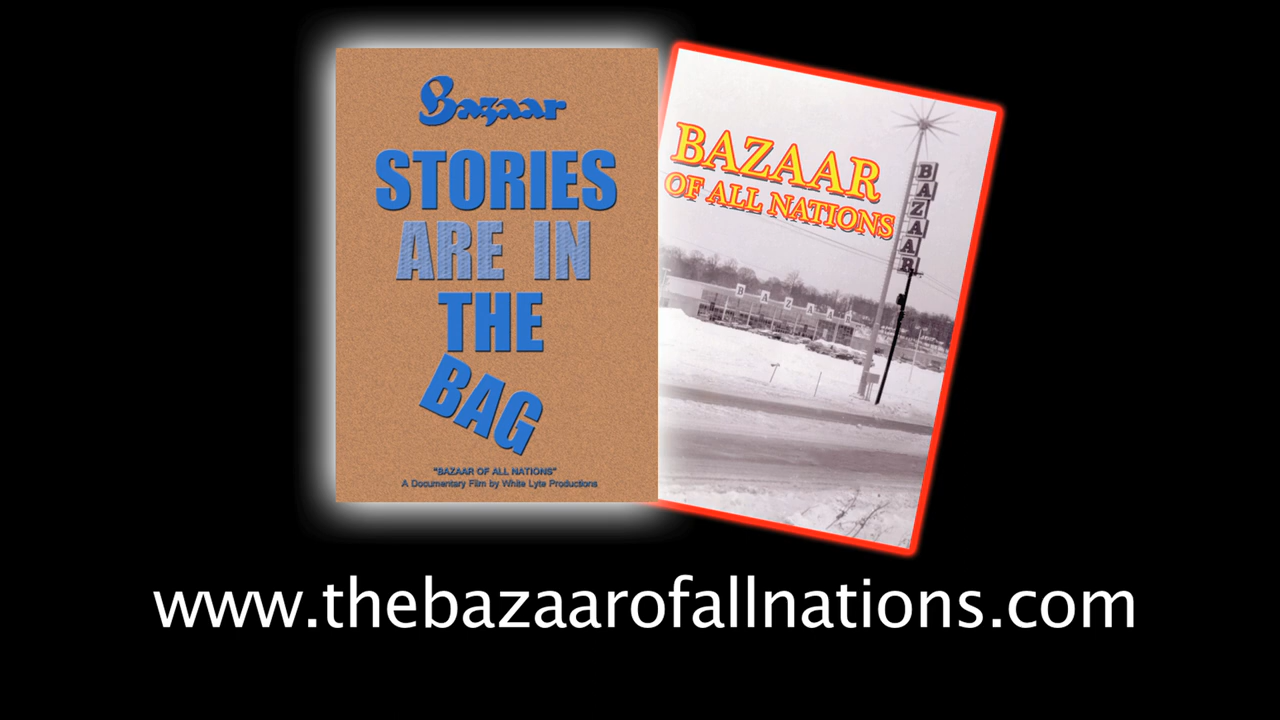 Bazaar
STORIES
ARE IN
THE
BAG
"BAZAAR OF ALL NATIONS"
A Documentary Film by White Lyte Productions
BAZAAR
OF ALL NATIONS
BAZAAR
BAZAAR
www.thebazaarofallnations.com